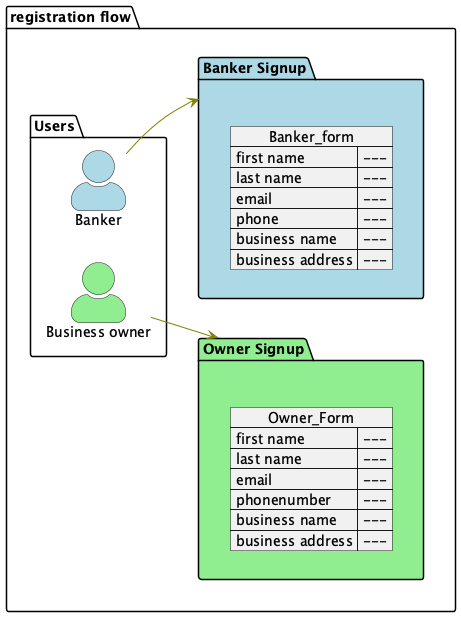 registration flow
Users
Banker
Business owner
Banker Signup
Banker_form
first name ---
last name ---
email ---
phone ---
business name ---
business address ---
Owner Signup
Owner_Form
first name ---
last name ---
email ---
phonenumber ---
business name ---
business address ---